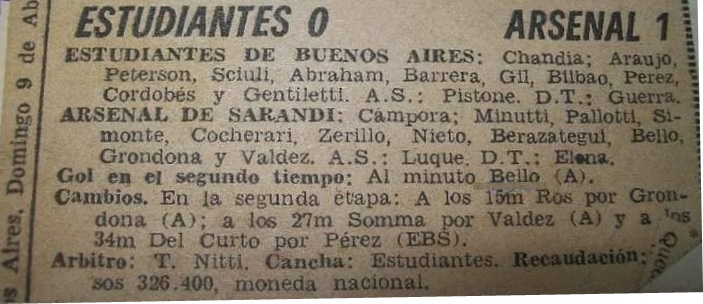 ESTUDIANTES 0 ARSENAL 1
ESTUDIANTES DE BUENOS AIRES: Chandia; Araujo,
Peterson, Sciuli, Abraham, Barrera, Gil, Bilbao, Perez,
Cordobés y Gentiletti. A.S.: Pistone. D.T.: Guerra.
ARSENAL DE SARANDI: Cámpora; Minutti, Pallotti, Si-
monte, Cocherari, Zerillo, Nieto, Berazategui, Bello,
Grondona y Valdez. A.S.: Luque. D.T.: Elena.
Gol en el segundo tiempo: Al minuto Bello (A).
Cambios. En la segunda etapa: A los 15m Ros por Gron-
dona (A); a los 27m Somma por Valdez (A) y a los
34m Del Curto por Pérez (EBS).
Arbitro: T. Nitti. Cancha: Estudiantes. Recaudación:
sos 326.400, moneda nacional.
s Aires, Domingo 9 de Ab